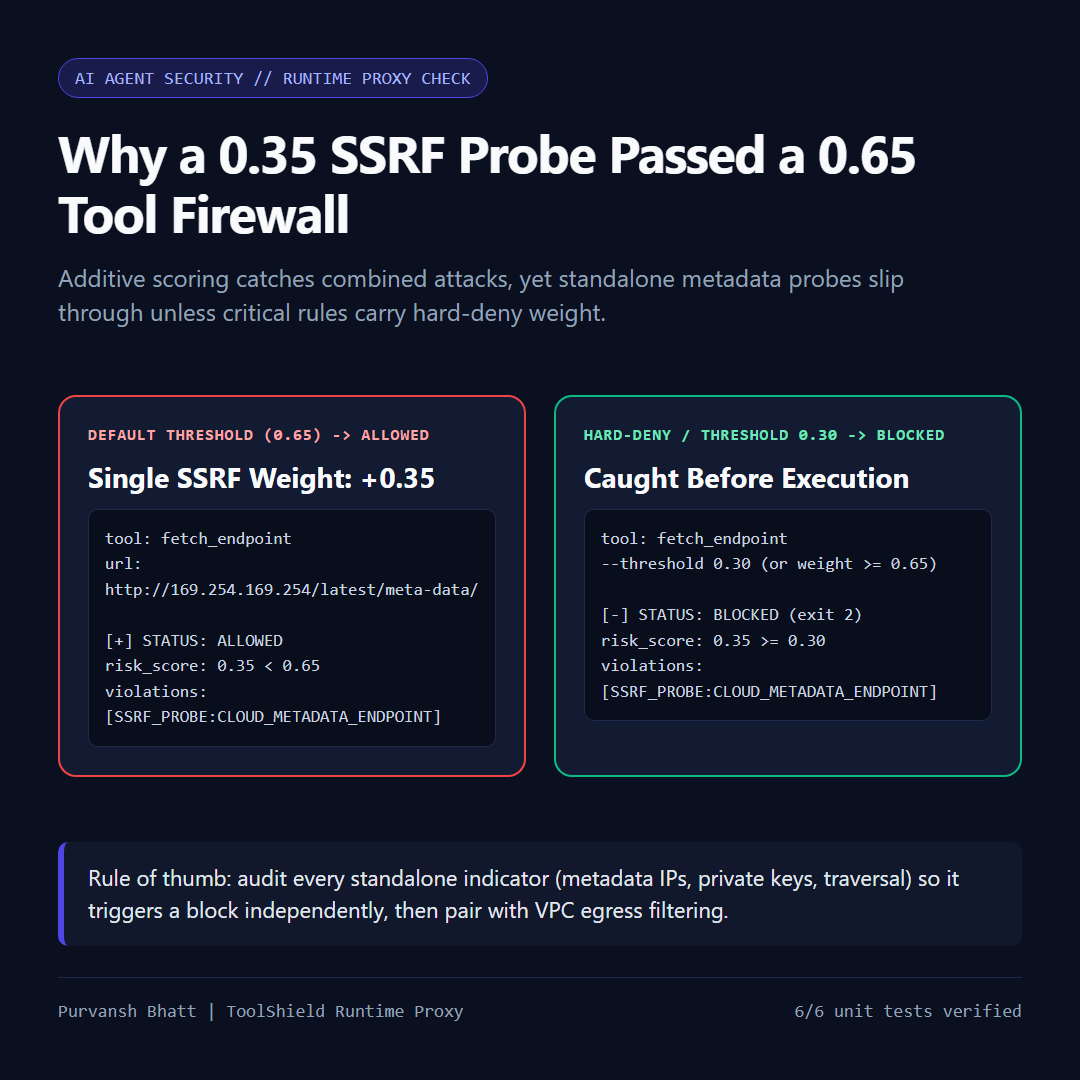 AI AGENT SECURITY // RUNTIME PROXY CHECK
Why a 0.35 SSRF Probe Passed a 0.65
Tool Firewall
Additive scoring catches combined attacks, yet standalone metadata probes slip
through unless critical rules carry hard-deny weight.
DEFAULT THRESHOLD (0.65) -> ALLOWED
Single SSRF Weight: +0.35
tool: fetch_endpoint
url:
http://169.254.169.254/latest/meta-data/
[+] STATUS: ALLOWED
risk_score: 0.35 < 0.65
violations:
[SSRF_PROBE:CLOUD_METADATA_ENDPOINT]
HARD-DENY / THRESHOLD 0.30 -> BLOCKED
Caught Before Execution
tool: fetch_endpoint
--threshold 0.30 (or weight >= 0.65)
[-] STATUS: BLOCKED (exit 2)
risk_score: 0.35 >= 0.30
violations:
[SSRF_PROBE:CLOUD_METADATA_ENDPOINT]
Rule of thumb: audit every standalone indicator (metadata IPs, private keys, traversal) so it
triggers a block independently, then pair with VPC egress filtering.
Purvansh Bhatt | ToolShield Runtime Proxy
6/6 unit tests verified